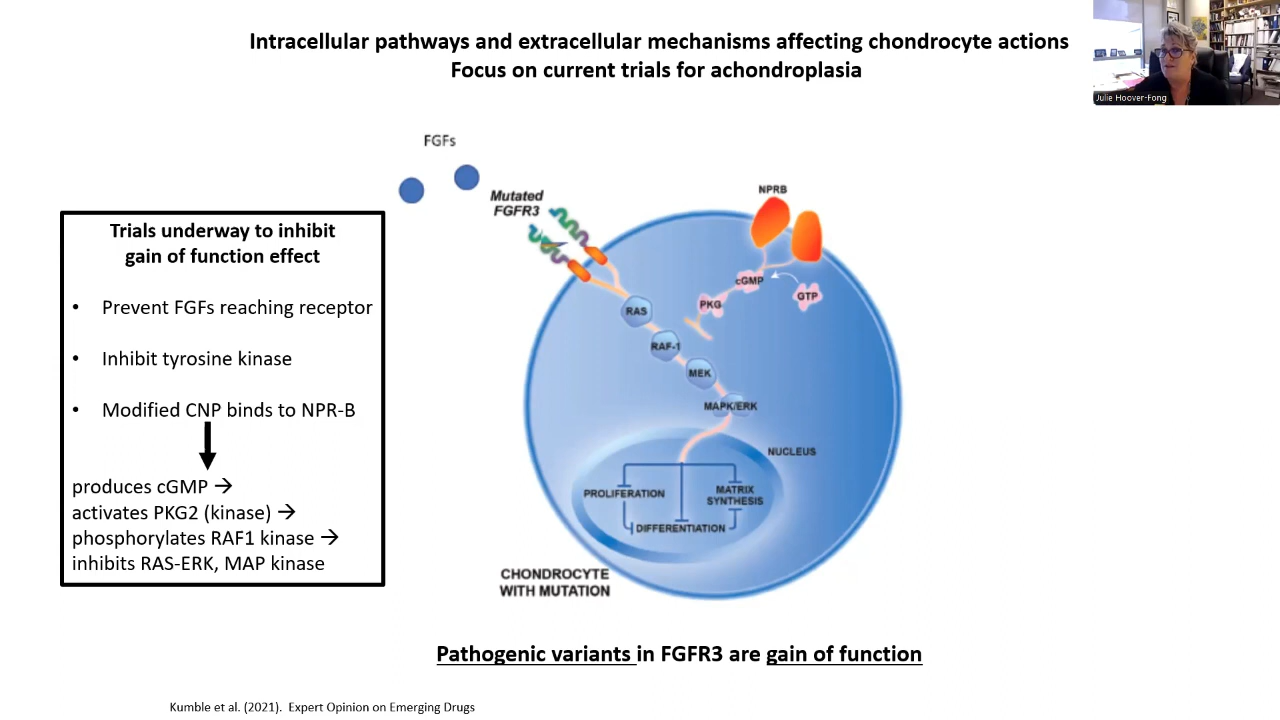 Intracellular pathways and extracellular mechanisms affecting chondrocyte actions
Focus on current trials for achondroplasia
Julie Hoover-Fong
FGFs
Mutated
FGFR3
NPRB
Trials underway to inhibit
gain of function effect
• Prevent FGFs reaching receptor
• Inhibit tyrosine kinase
• Modified CNP binds to NPR-B
produces cGMP →
activates PKG2 (kinase) →
phosphorylates RAF1 kinase →
inhibits RAS-ERK, MAP kinase
cGMP
GTP
PKG
RAS
RAF-1
MEK
MAPK/ERK
NUCLEUS
PROLIFERATION
MATRIX
SYNTHESIS
DIFFERENTIATION
CHONDROCYTE
WITH MUTATION
Pathogenic variants in FGFR3 are gain of function
Kumble et al. (2021). Expert Opinion on Emerging Drugs